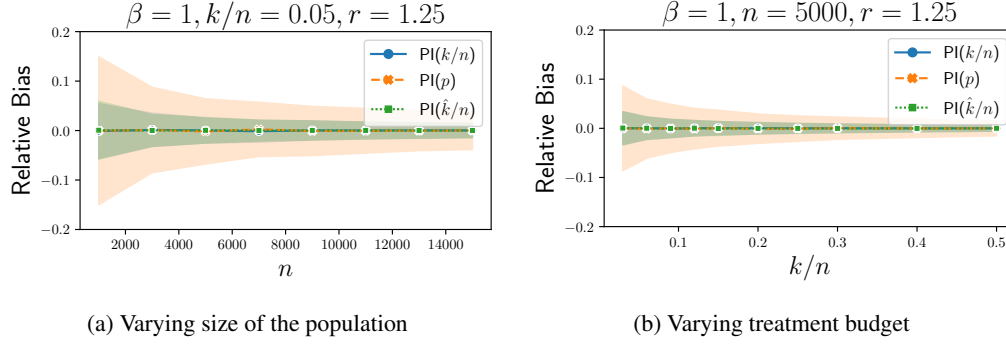 β = 1, k/n = 0.05, r = 1.25
Relative Bias
0.2
0.1
0.0
−0.1
−0.2
PI(k/n)
PI(p)
PI(k̂/n)
2000 4000 6000 8000 10000 12000 14000
n
(a) Varying size of the population
β = 1, n = 5000, r = 1.25
Relative Bias
0.2
0.1
0.0
−0.1
−0.2
PI(k/n)
PI(p)
PI(k̂/n)
0.1 0.2 0.3 0.4 0.5
k/n
(b) Varying treatment budget